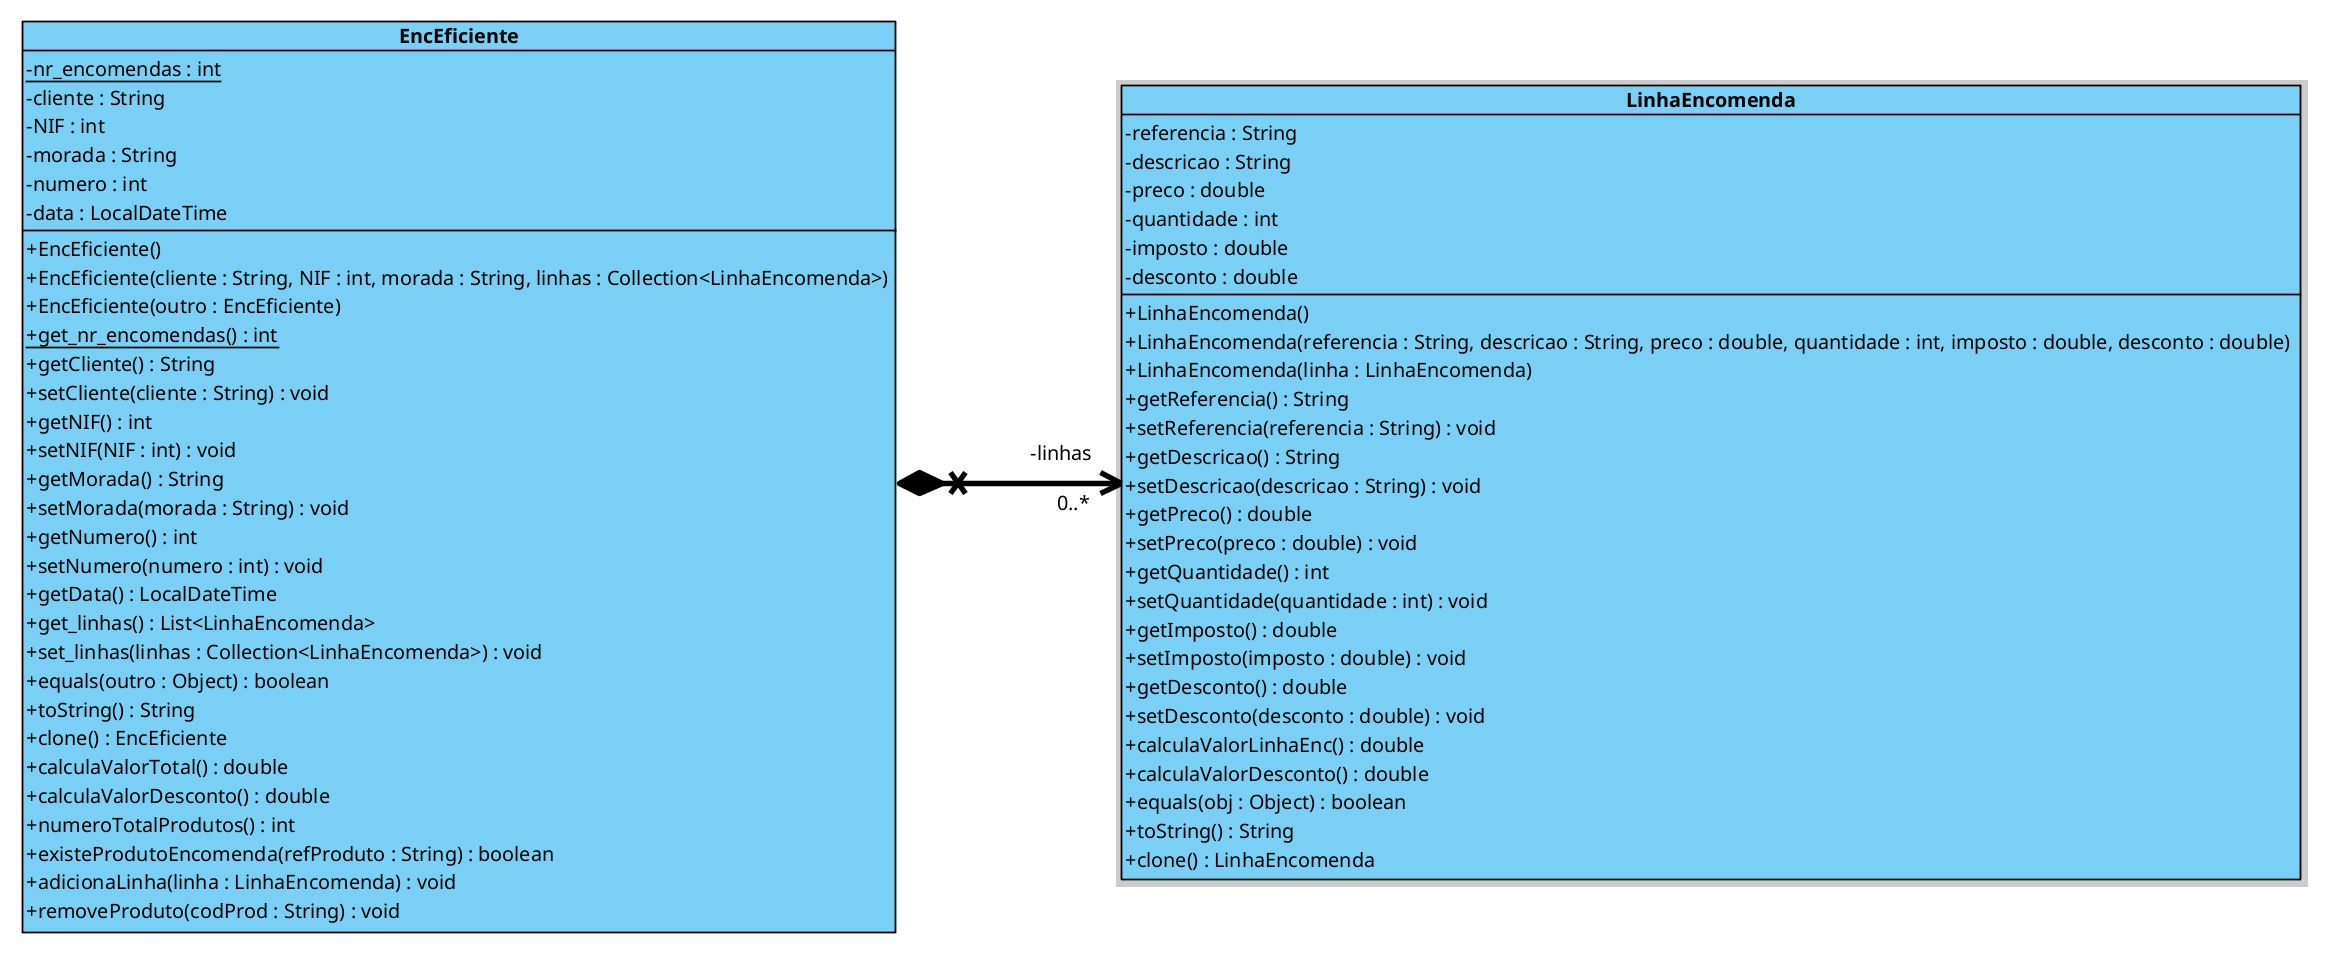 EncEficiente
-nr_encomendas : int
-cliente : String
-NIF : int
-morada : String
-numero : int
-data : LocalDateTime
+EncEficiente()
+EncEficiente(cliente : String, NIF : int, morada : String, linhas : Collection<LinhaEncomenda>)
+EncEficiente(outro : EncEficiente)
+get_nr_encomendas() : int
+getCliente() : String
+setCliente(cliente : String) : void
+getNIF() : int
+setNIF(NIF : int) : void
+getMorada() : String
+setMorada(morada : String) : void
+getNumero() : int
+setNumero(numero : int) : void
+getData() : LocalDateTime
+get_linhas() : List<LinhaEncomenda>
+set_linhas(linhas : Collection<LinhaEncomenda>) : void
+equals(outro : Object) : boolean
+toString() : String
+clone() : EncEficiente
+calculaValorTotal() : double
+calculaValorDesconto() : double
+numeroTotalProdutos() : int
+existeProdutoEncomenda(refProduto : String) : boolean
+adicionaLinha(linha : LinhaEncomenda) : void
+removeProduto(codProd : String) : void
-linhas
0..*
LinhaEncomenda
-referencia : String
-descricao : String
-preco : double
-quantidade : int
-imposto : double
-desconto : double
+LinhaEncomenda()
+LinhaEncomenda(referencia : String, descricao : String, preco : double, quantidade : int, imposto : double, desconto : double)
+LinhaEncomenda(linha : LinhaEncomenda)
+getReferencia() : String
+setReferencia(referencia : String) : void
+getDescricao() : String
+setDescricao(descricao : String) : void
+getPreco() : double
+setPreco(preco : double) : void
+getQuantidade() : int
+setQuantidade(quantidade : int) : void
+getImposto() : double
+setImposto(imposto : double) : void
+getDesconto() : double
+setDesconto(desconto : double) : void
+calculaValorLinhaEnc() : double
+calculaValorDesconto() : double
+equals(obj : Object) : boolean
+toString() : String
+clone() : LinhaEncomenda